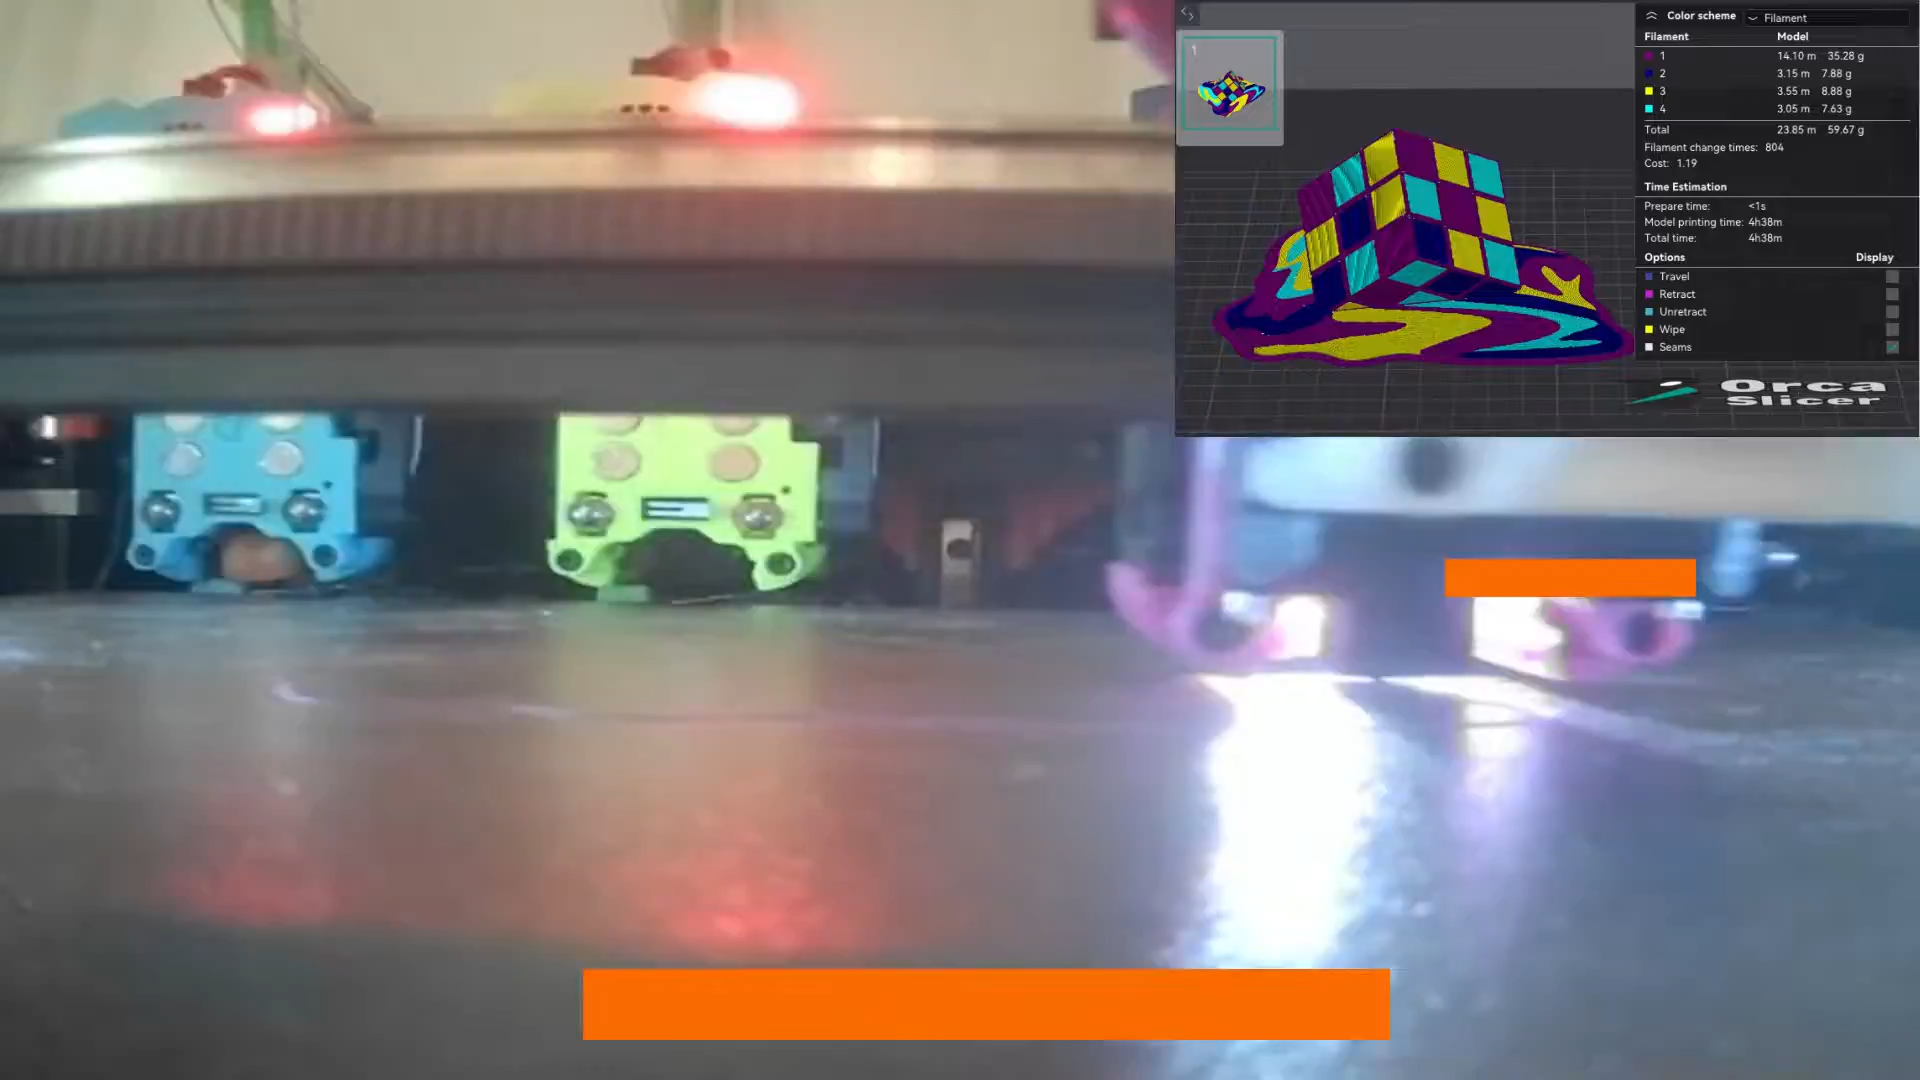 1
Color scheme Filament
Filament Model
1 14.10 m 35.28 g
2 3.15 m 7.88 g
3 3.55 m 8.88 g
4 3.05 m 7.63 g
Total 23.85 m 59.67 g
Filament change times: 804
Cost: 1.19
Time Estimation
Prepare time: <1s
Model printing time: 4h38m
Total time: 4h38m
Options Display
Travel
Retract
Unretract
Wipe
Seams
Orca
Slicer